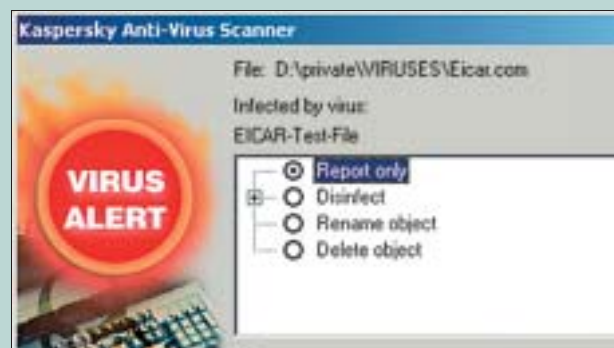 Kaspersky Anti-Virus Scanner
File: D:\private\VIRUSES\Eicar.com
Infected by virus:
EICAR-Test-File
VIRUS
ALERT
Report only
Disinfect
Rename object
Delete object